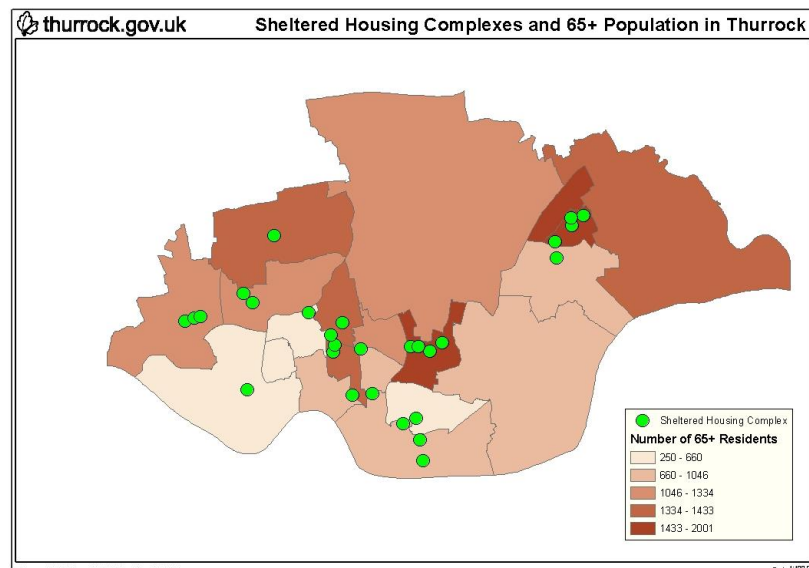 thurrock.gov.uk
Sheltered Housing Complexes and 65+ Population in Thurrock
Sheltered Housing Complex
Number of 65+ Residents
250 - 660
660 - 1046
1046 - 1334
1334 - 1433
1433 - 2001